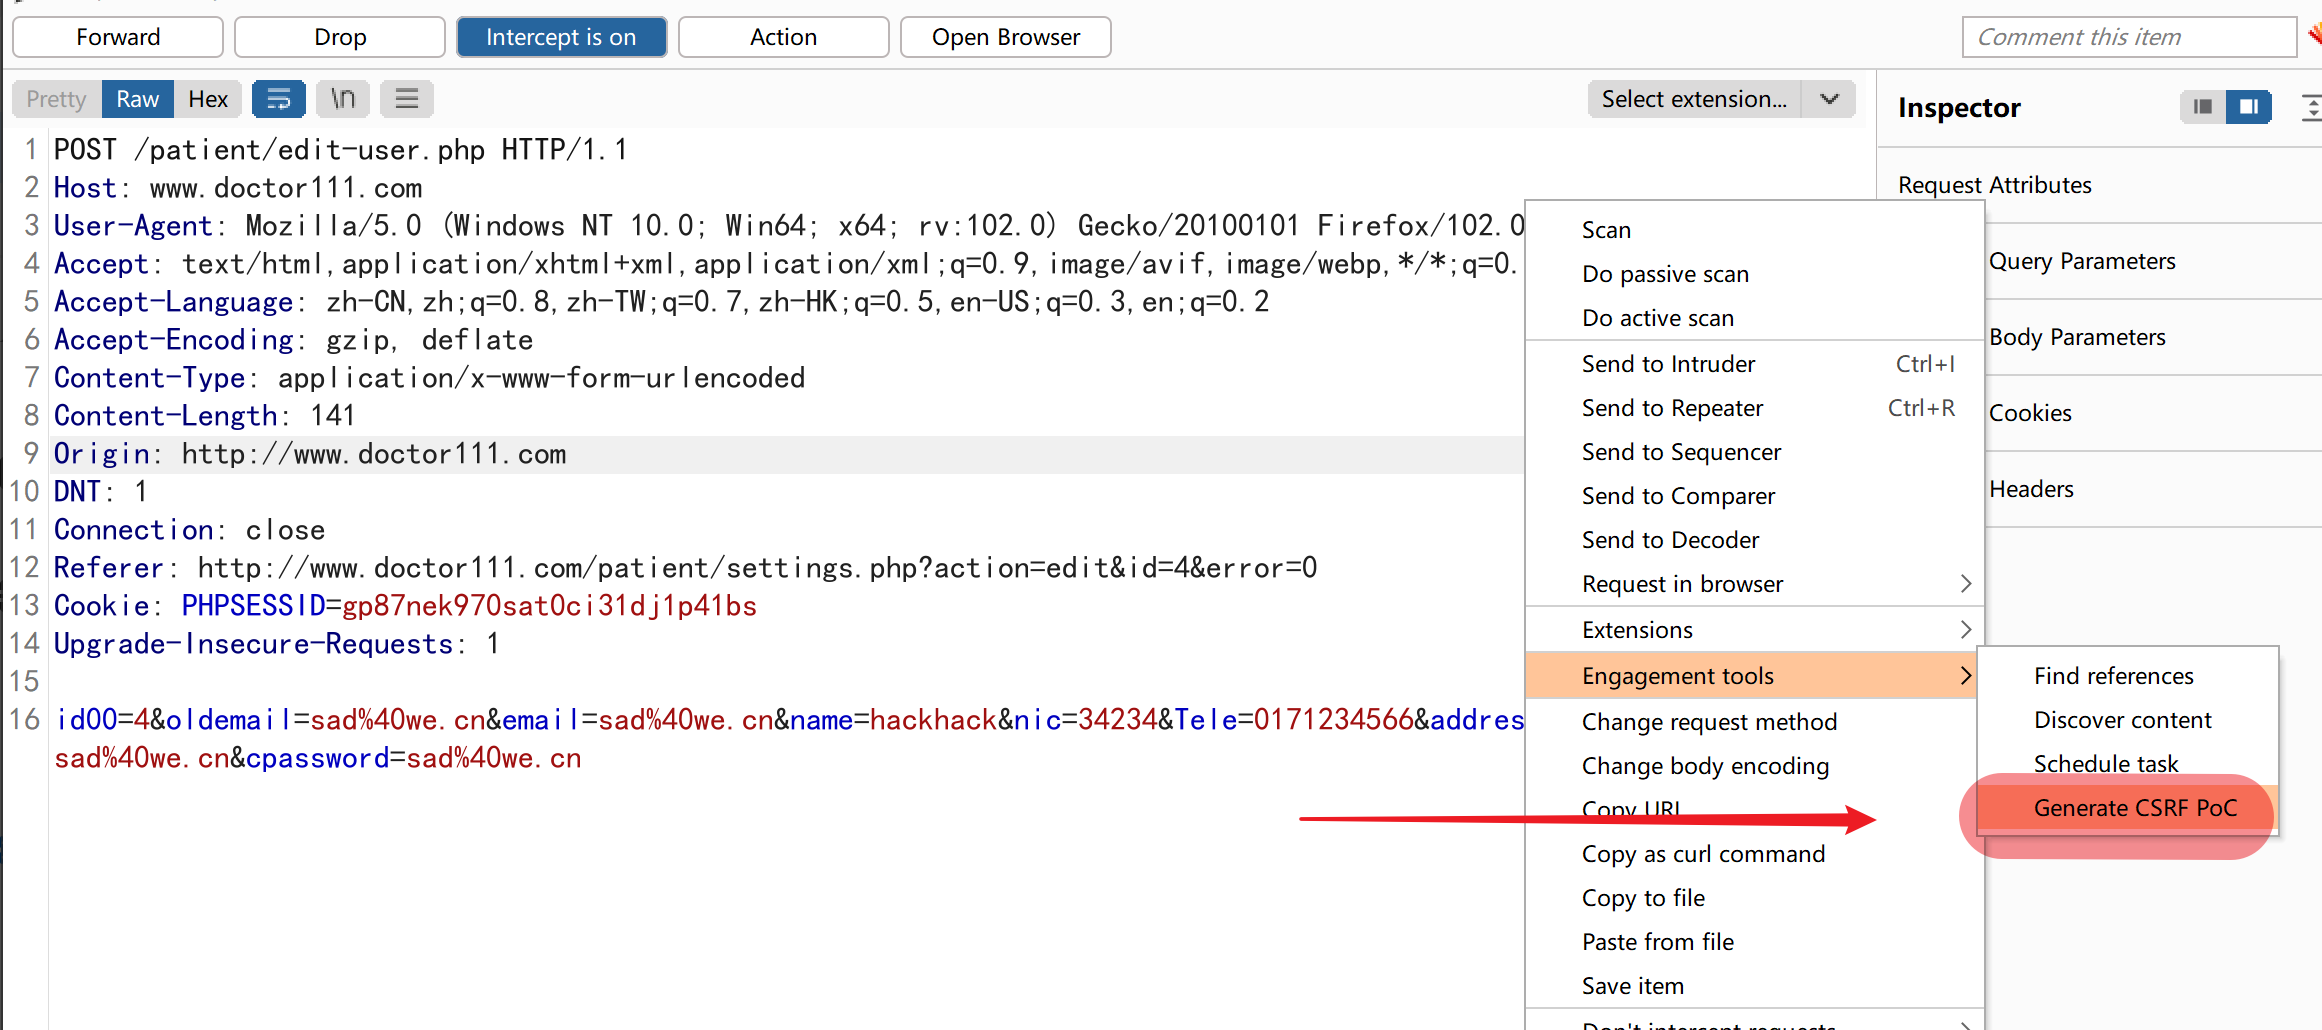 Forward Drop Intercept is on Action Open Browser Comment this item
Pretty Raw Hex \n Select extension... Inspector
1 POST /patient/edit-user.php HTTP/1.1
2 Host: www.doctor111.com
3 User-Agent: Mozilla/5.0 (Windows NT 10.0; Win64; x64; rv:102.0) Gecko/20100101 Firefox/102.0
4 Accept: text/html,application/xhtml+xml,application/xml;q=0.9,image/avif,image/webp,*/*;q=0.
5 Accept-Language: zh-CN,zh;q=0.8,zh-TW;q=0.7,zh-HK;q=0.5,en-US;q=0.3,en;q=0.2
6 Accept-Encoding: gzip, deflate
7 Content-Type: application/x-www-form-urlencoded
8 Content-Length: 141
9 Origin: http://www.doctor111.com
10 DNT: 1
11 Connection: close
12 Referer: http://www.doctor111.com/patient/settings.php?action=edit&id=4&error=0
13 Cookie: PHPSESSID=gp87nek970sat0ci31dj1p41bs
14 Upgrade-Insecure-Requests: 1
15
16 id00=4&oldemail=sad%40we.cn&email=sad%40we.cn&name=hackhack&nic=34234&Tele=0171234566&addres
sad%40we.cn&cpassword=sad%40we.cn
Scan
Do passive scan
Do active scan
Send to Intruder Ctrl+I
Send to Repeater Ctrl+R
Send to Sequencer
Send to Comparer
Send to Decoder
Request in browser
Extensions
Engagement tools
Change request method
Change body encoding
Copy URL
Copy as curl command
Copy to file
Paste from file
Save item
Don't intercept requests
Find references
Discover content
Schedule task
Generate CSRF PoC
Request Attributes
Query Parameters
Body Parameters
Cookies
Headers